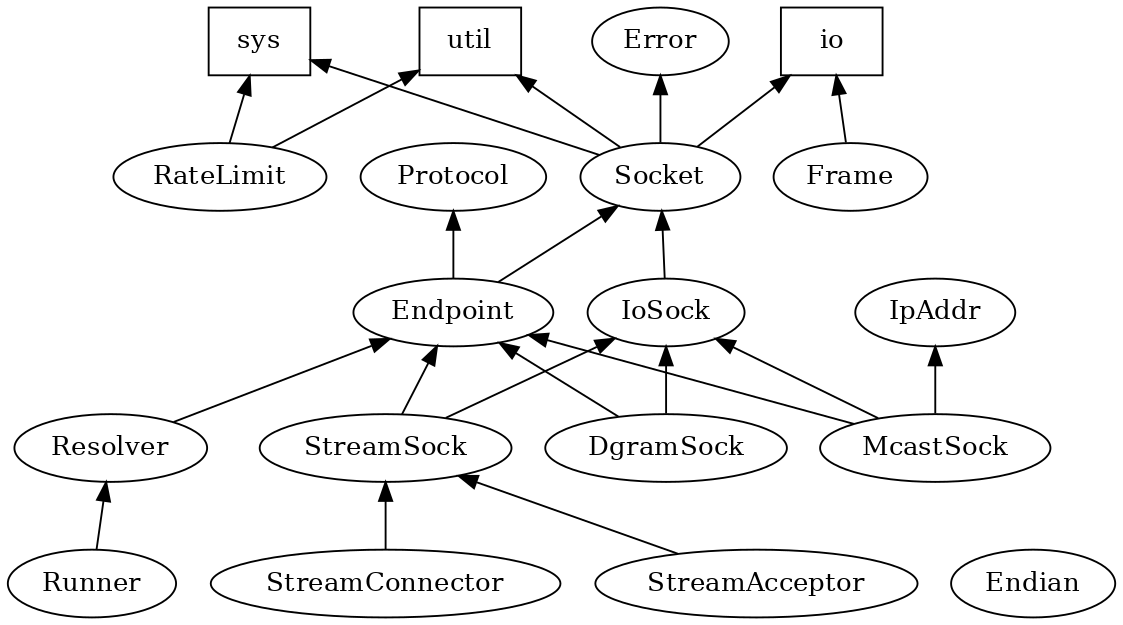 sys
util
Error
io
RateLimit
Protocol
Socket
Frame
Endpoint
IoSock
IpAddr
Resolver
StreamSock
DgramSock
McastSock
Runner
StreamConnector
StreamAcceptor
Endian